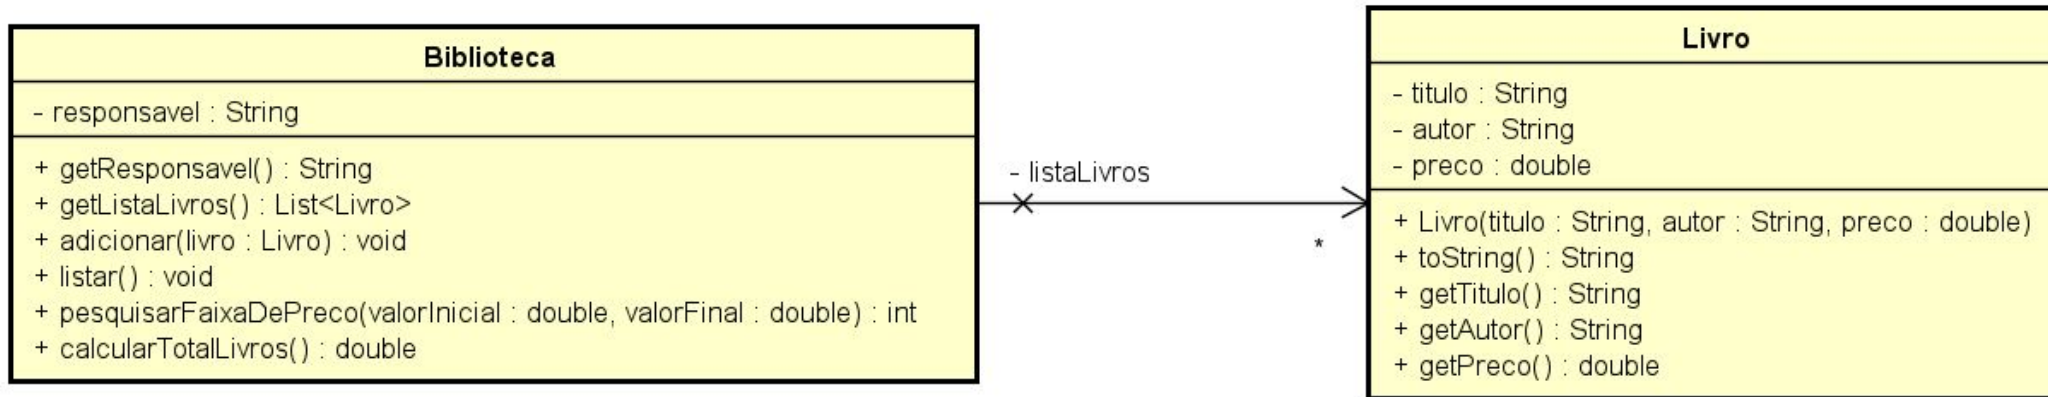 Biblioteca
- responsavel : String
+ getResponsavel() : String
+ getListaLivros() : List<Livro>
+ adicionar(livro : Livro) : void
+ listar() : void
+ pesquisarFaixaDePreco(valorInicial : double, valorFinal : double) : int
+ calcularTotalLivros() : double
- listaLivros
*
Livro
- titulo : String
- autor : String
- preco : double
+ Livro(titulo : String, autor : String, preco : double)
+ toString() : String
+ getTitulo() : String
+ getAutor() : String
+ getPreco() : double